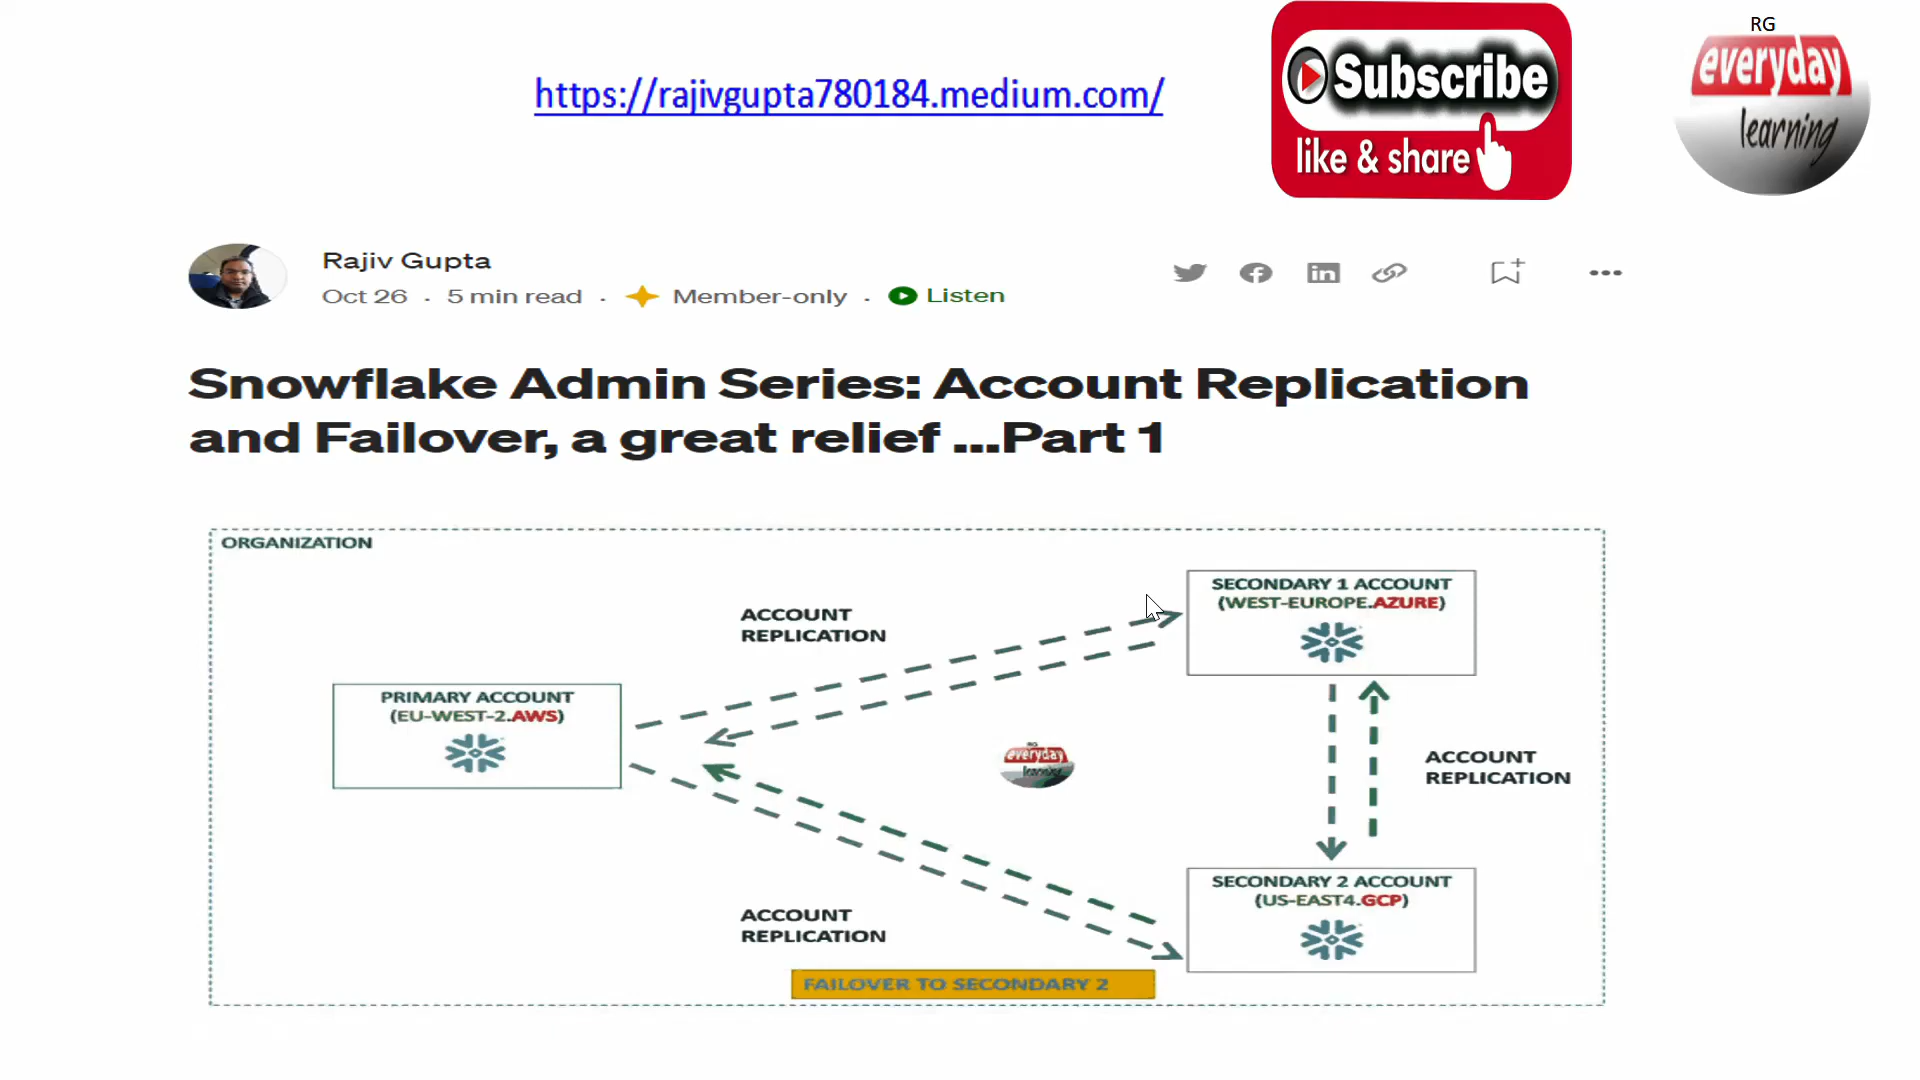 RG
everyday
learning
https://rajivgupta780184.medium.com/
Subscribe
like & share
Rajiv Gupta
Oct 26 · 5 min read · Member-only · Listen
Snowflake Admin Series: Account Replication
and Failover, a great relief ...Part 1
ORGANIZATION
SECONDARY 1 ACCOUNT
(WEST-EUROPE.AZURE)
ACCOUNT
REPLICATION
PRIMARY ACCOUNT
(EU-WEST-2.AWS)
RG
everyday
learning
ACCOUNT
REPLICATION
SECONDARY 2 ACCOUNT
(US-EAST4.GCP)
ACCOUNT
REPLICATION
FAILOVER TO SECONDARY 2